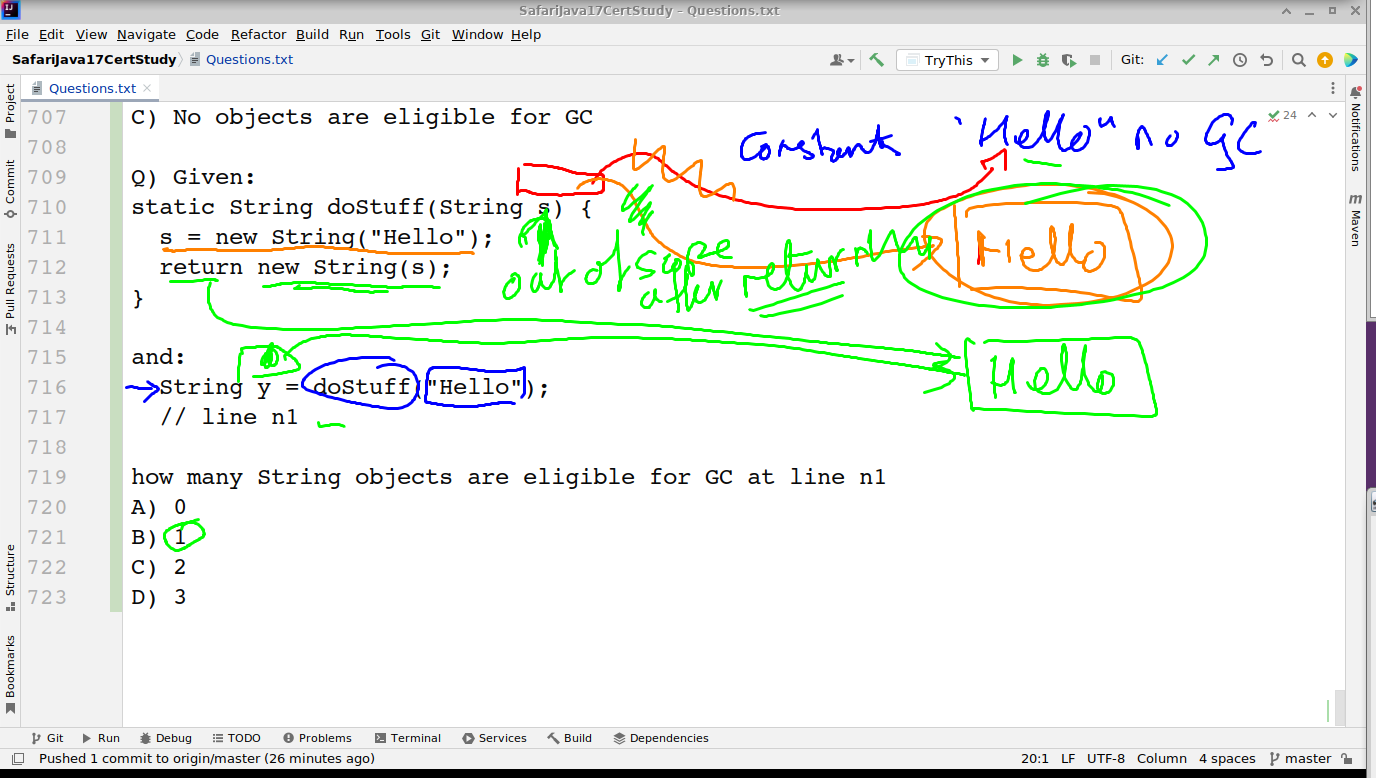 SafariJava17CertStudy – Questions.txt
File Edit View Navigate Code Refactor Build Run Tools Git Window Help
SafariJava17CertStudy Questions.txt TryThis Git:
Questions.txt
Project
Commit
Pull Requests
Structure
Bookmarks
Notifications
m Maven
24
707 C) No objects are eligible for GC
Constant "Hello" no GC
708
709 Q) Given:
710 static String doStuff(String s) {
711 s = new String("Hello");
Hello
712 return new String(s);
out of scope
after return
713 }
714
715 and:
716 String y = doStuff("Hello");
Hello
717 // line n1
718
719 how many String objects are eligible for GC at line n1
720 A) 0
721 B) 1
722 C) 2
723 D) 3
Git Run Debug TODO Problems Terminal Services Build Dependencies
Pushed 1 commit to origin/master (26 minutes ago) 20:1 LF UTF-8 Column 4 spaces master